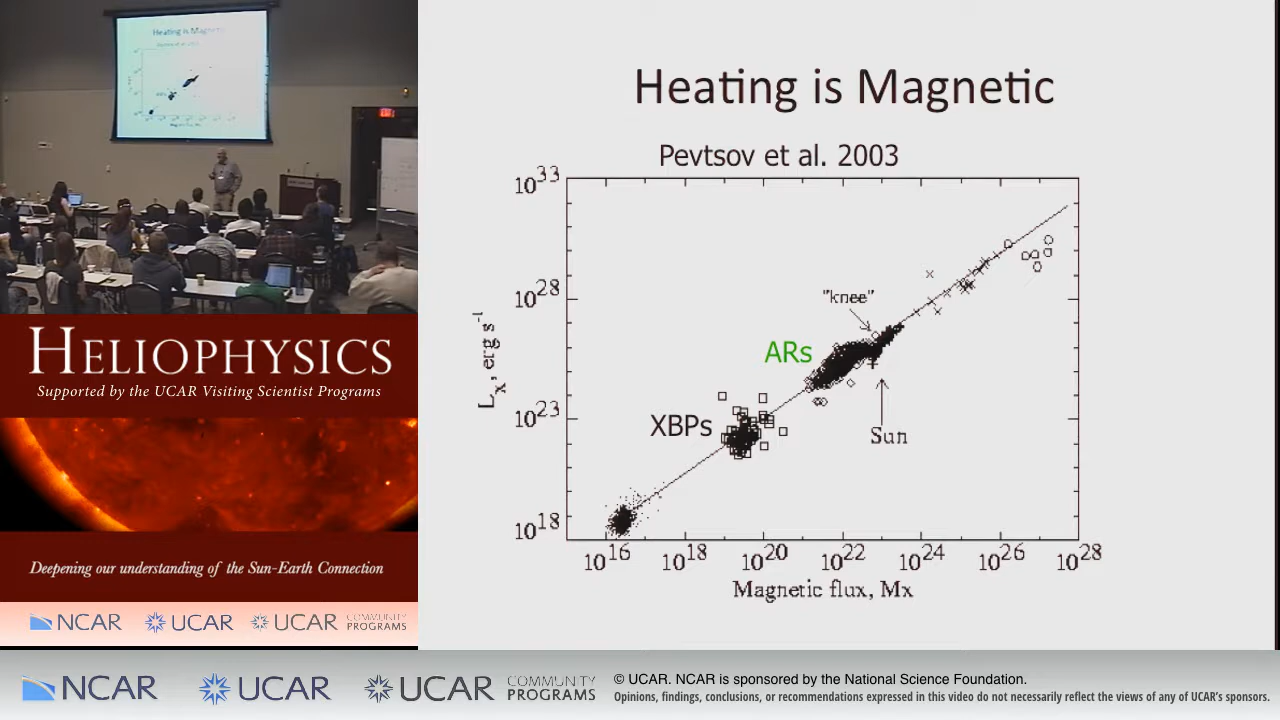 Heating is Magnetic
Pevtsov et al. 2003
10^33
10^28
10^23
10^18
L_x, erg s^-1
"knee"
ARs
XBPs
Sun
10^16 10^18 10^20 10^22 10^24 10^26 10^28
Magnetic flux, Mx
EXIT
HELIOPHYSICS
Supported by the UCAR Visiting Scientist Programs
Deepening our understanding of the Sun-Earth Connection
NCAR UCAR UCAR COMMUNITY PROGRAMS
NCAR UCAR UCAR COMMUNITY PROGRAMS
© UCAR. NCAR is sponsored by the National Science Foundation.
Opinions, findings, conclusions, or recommendations expressed in this video do not necessarily reflect the views of any of UCAR's sponsors.